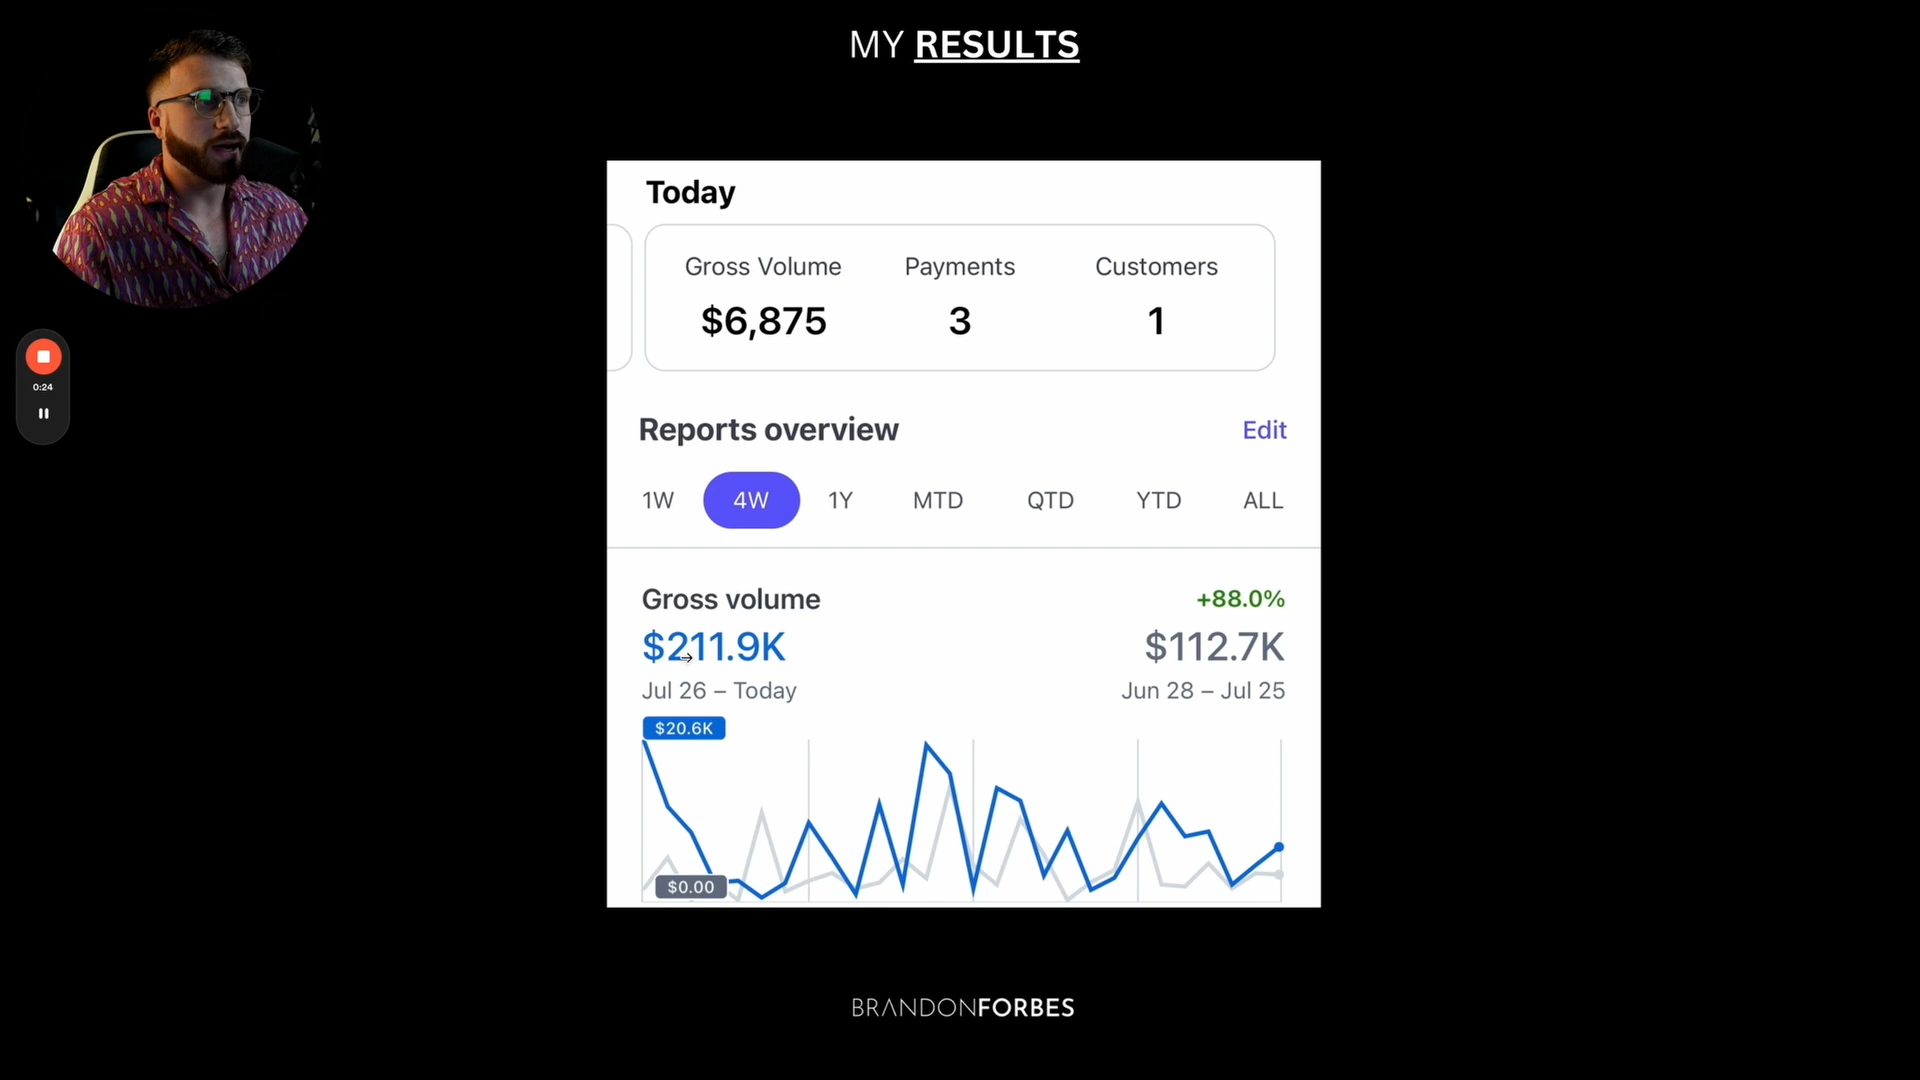 MY RESULTS
0:24
Today
Gross Volume Payments Customers
$6,875 3 1
Reports overview Edit
1W 4W 1Y MTD QTD YTD ALL
Gross volume +88.0%
$211.9K $112.7K
Jul 26 – Today Jun 28 – Jul 25
$20.6K
$0.00
BRANDONFORBES